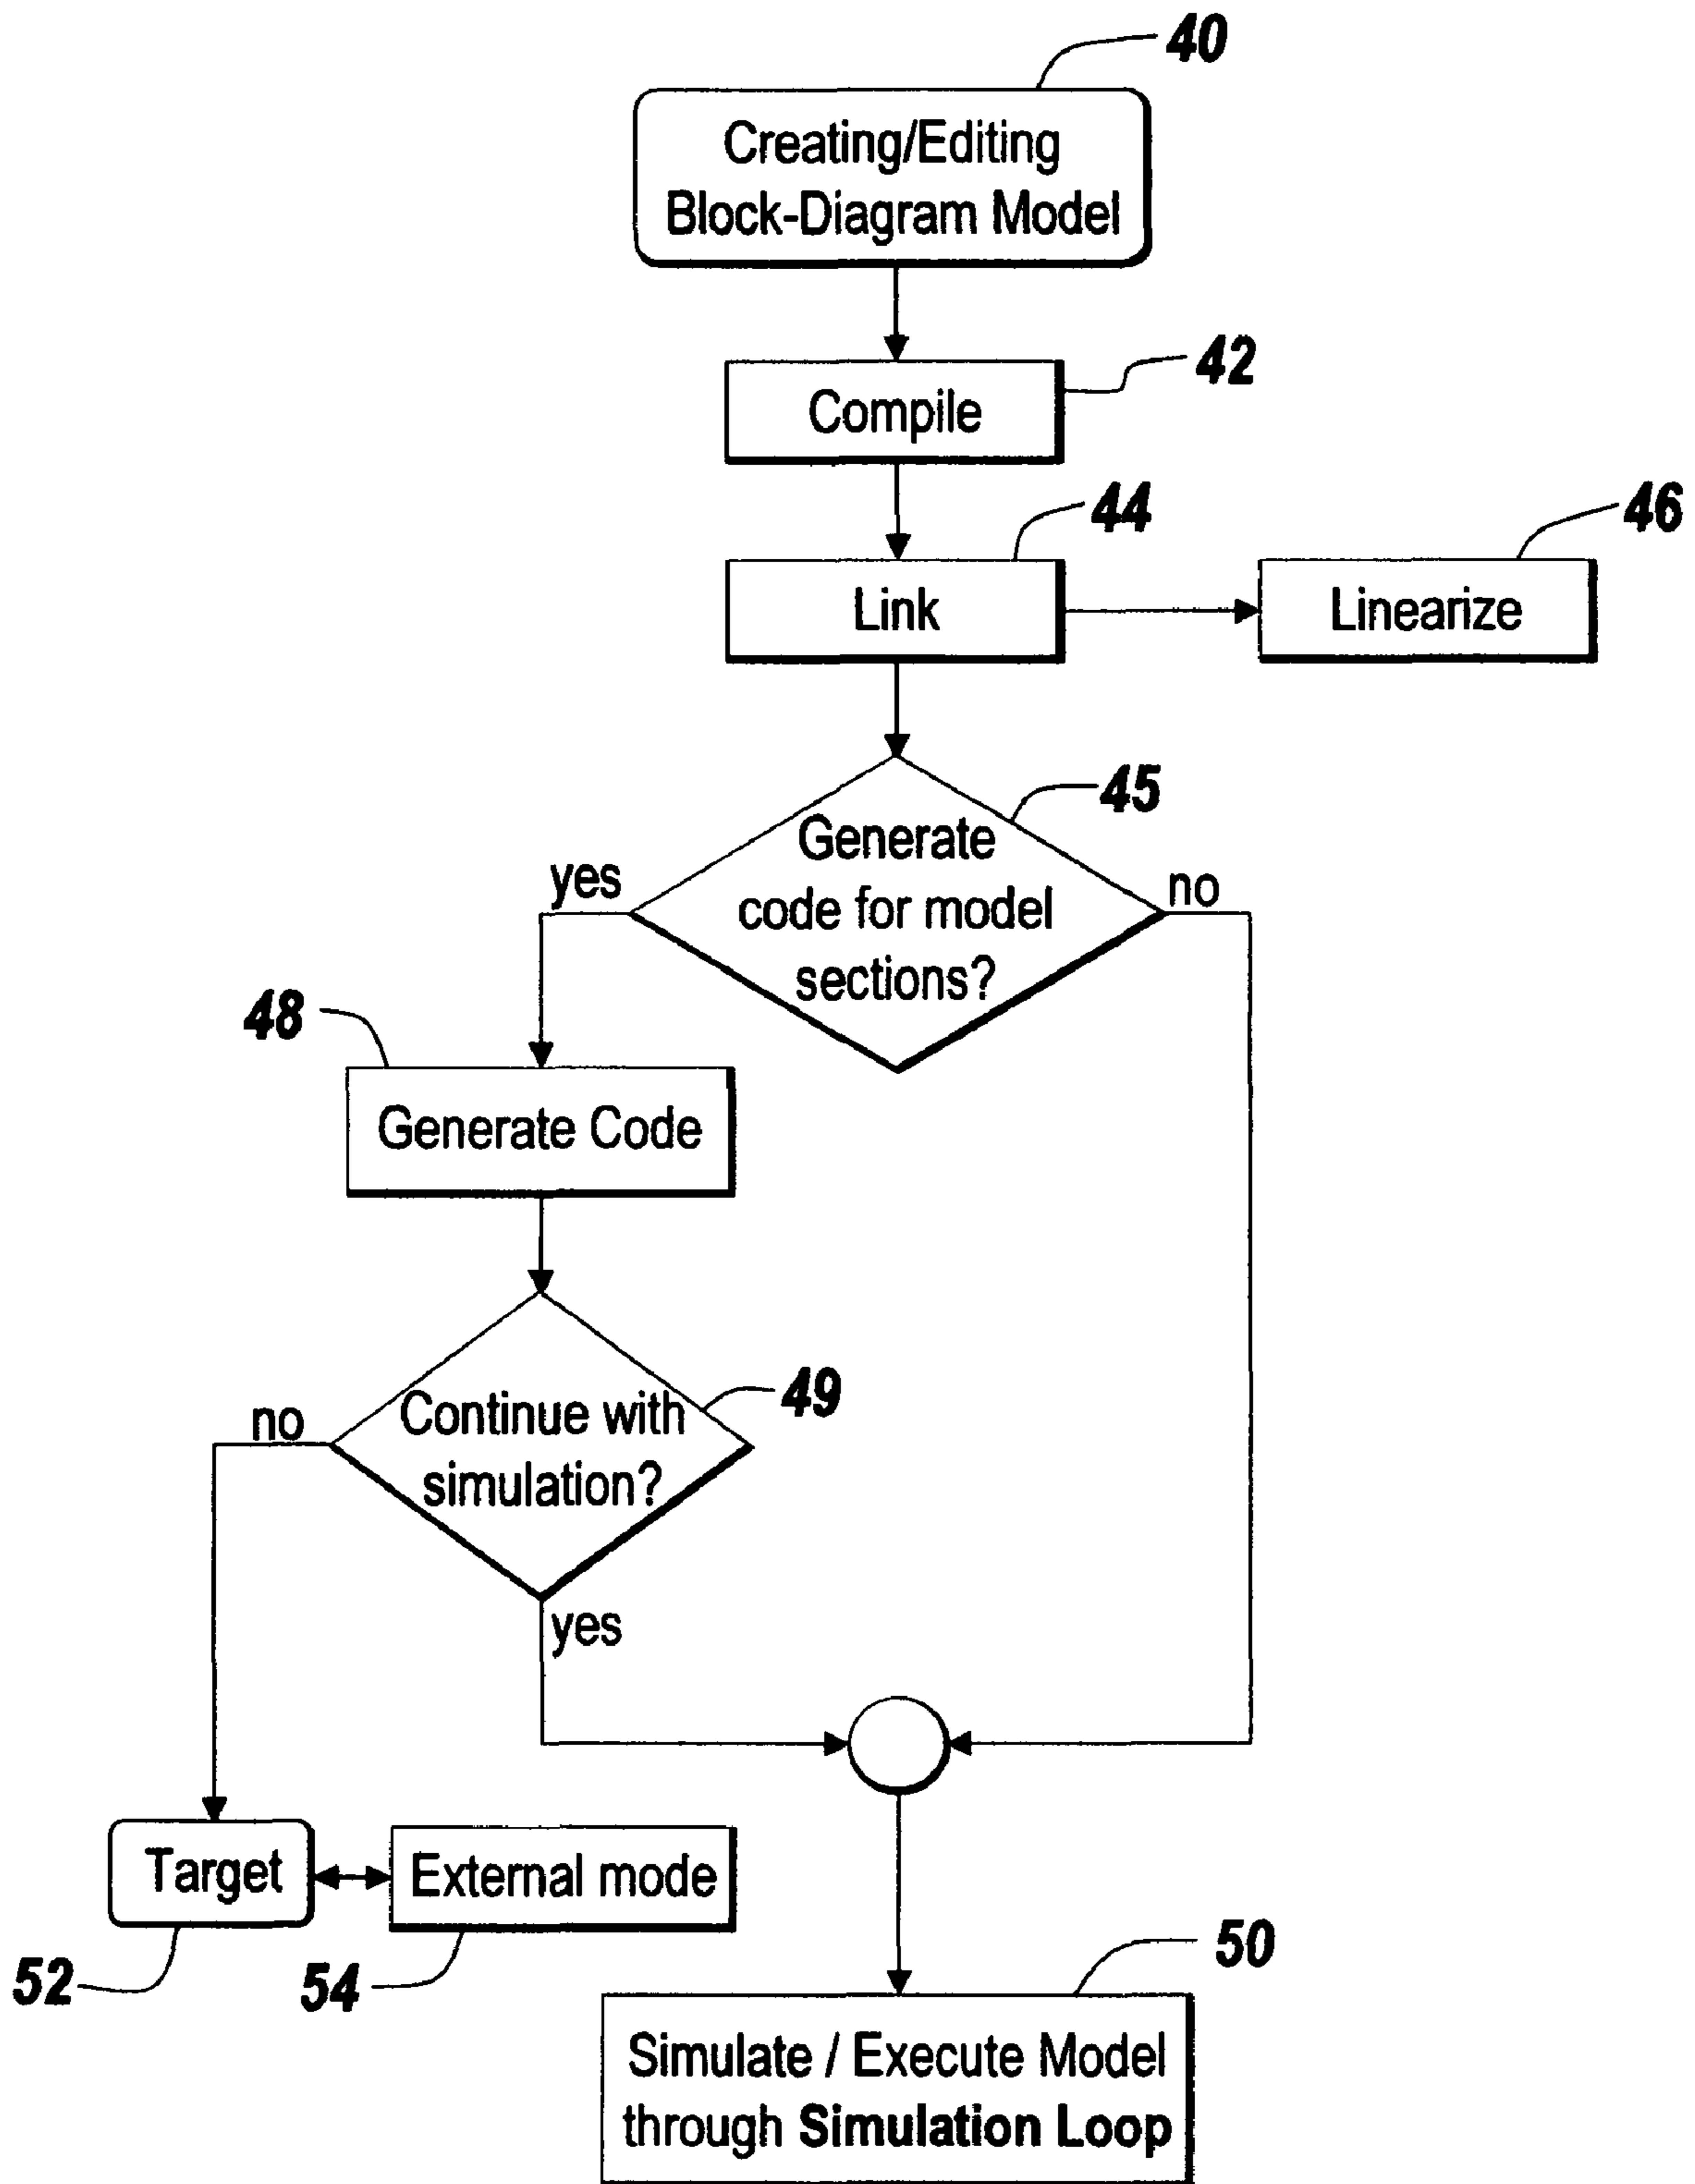 40
Creating/Editing
Block-Diagram Model
42
Compile
44
46
Link
Linearize
45
Generate
code for model
sections?
yes
no
48
Generate Code
49
Continue with
simulation?
no
yes
Target
External mode
52
54
50
Simulate / Execute Model
through Simulation Loop